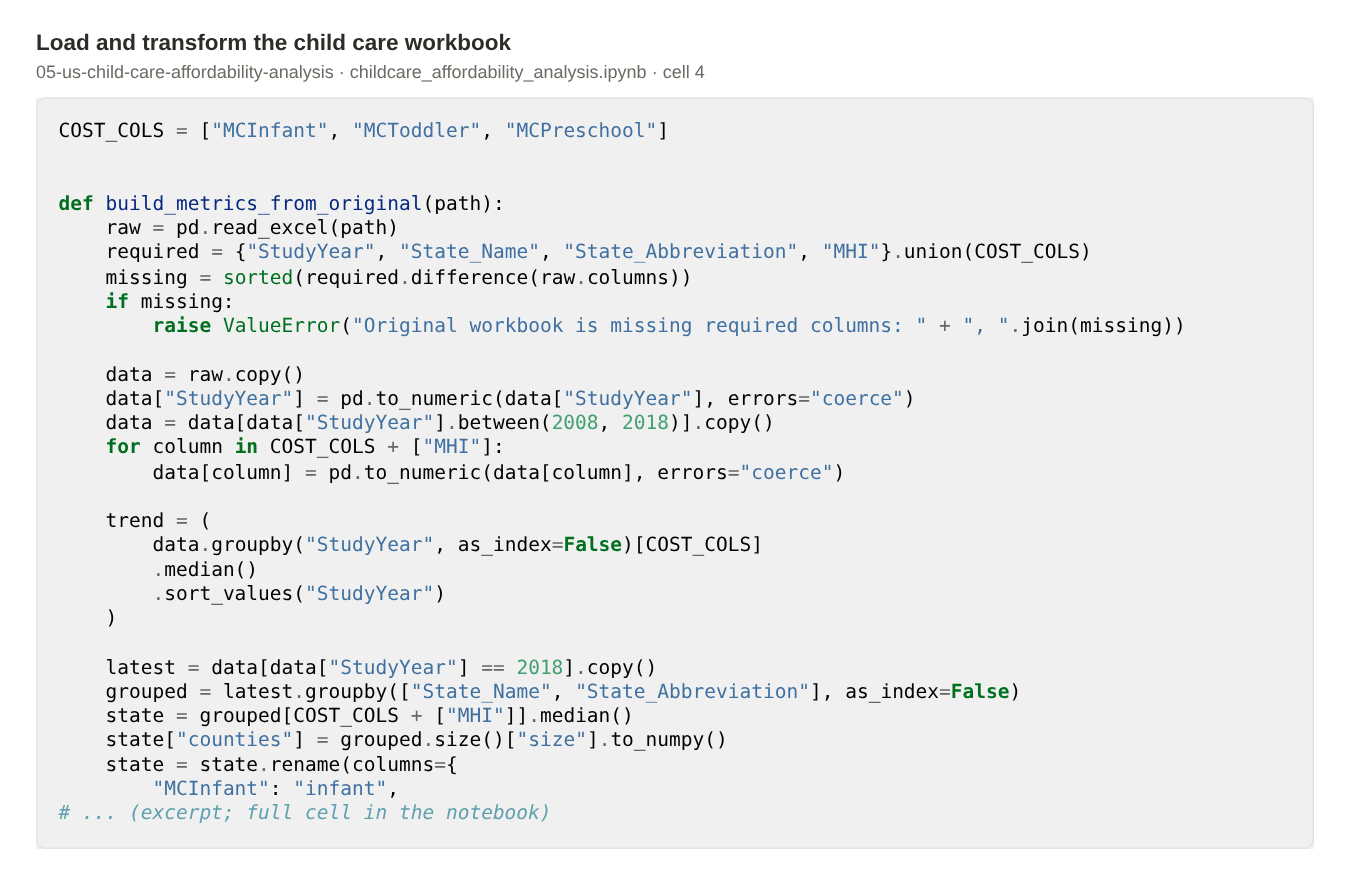 Load and transform the child care workbook
05-us-child-care-affordability-analysis · childcare_affordability_analysis.ipynb · cell 4
COST_COLS = ["MCInfant", "MCToddler", "MCPreschool"]
def build_metrics_from_original(path):
    raw = pd.read_excel(path)
    required = {"StudyYear", "State_Name", "State_Abbreviation", "MHI"}.union(COST_COLS)
    missing = sorted(required.difference(raw.columns))
    if missing:
        raise ValueError("Original workbook is missing required columns: " + ", ".join(missing))
    data = raw.copy()
    data["StudyYear"] = pd.to_numeric(data["StudyYear"], errors="coerce")
    data = data[data["StudyYear"].between(2008, 2018)].copy()
    for column in COST_COLS + ["MHI"]:
        data[column] = pd.to_numeric(data[column], errors="coerce")
    trend = (
        data.groupby("StudyYear", as_index=False)[COST_COLS]
        .median()
        .sort_values("StudyYear")
    )
    latest = data[data["StudyYear"] == 2018].copy()
    grouped = latest.groupby(["State_Name", "State_Abbreviation"], as_index=False)
    state = grouped[COST_COLS + ["MHI"]].median()
    state["counties"] = grouped.size()["size"].to_numpy()
    state = state.rename(columns={
        "MCInfant": "infant",
# ... (excerpt; full cell in the notebook)